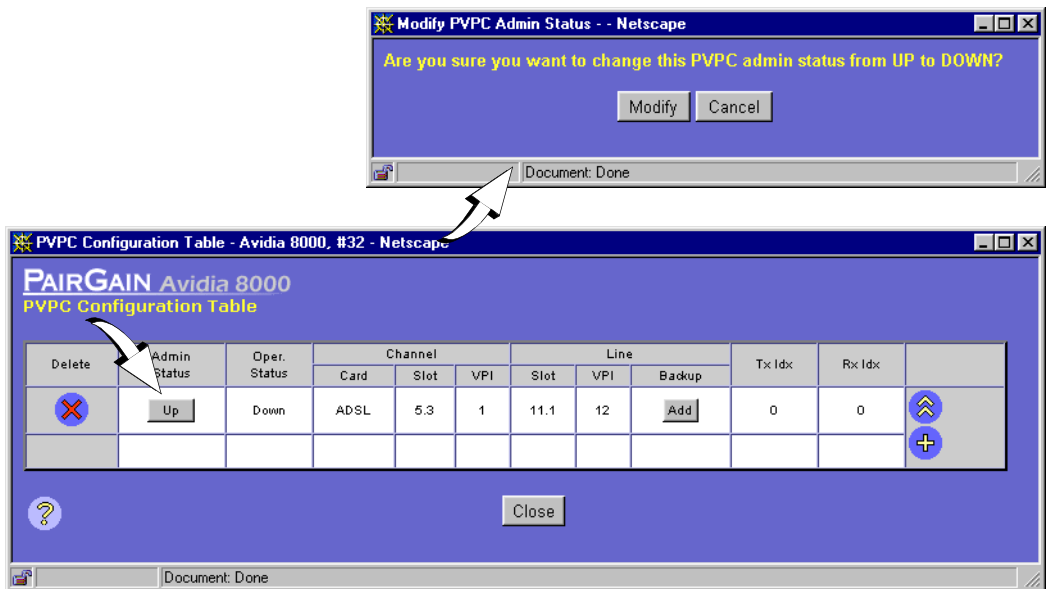 Modify PVPC Admin Status - - Netscape
Are you sure you want to change this PVPC admin status from UP to DOWN?
Modify Cancel
Document: Done
PVPC Configuration Table - Avidia 8000, #32 - Netscape
PAIRGAIN Avidia 8000
PVPC Configuration Table
Delete Admin Status Oper. Status Channel Line Tx Idx Rx Idx
Card Slot VPI Slot VPI Backup
Up Down ADSL 5.3 1 11.1 12 Add 0 0
?
Close
Document: Done